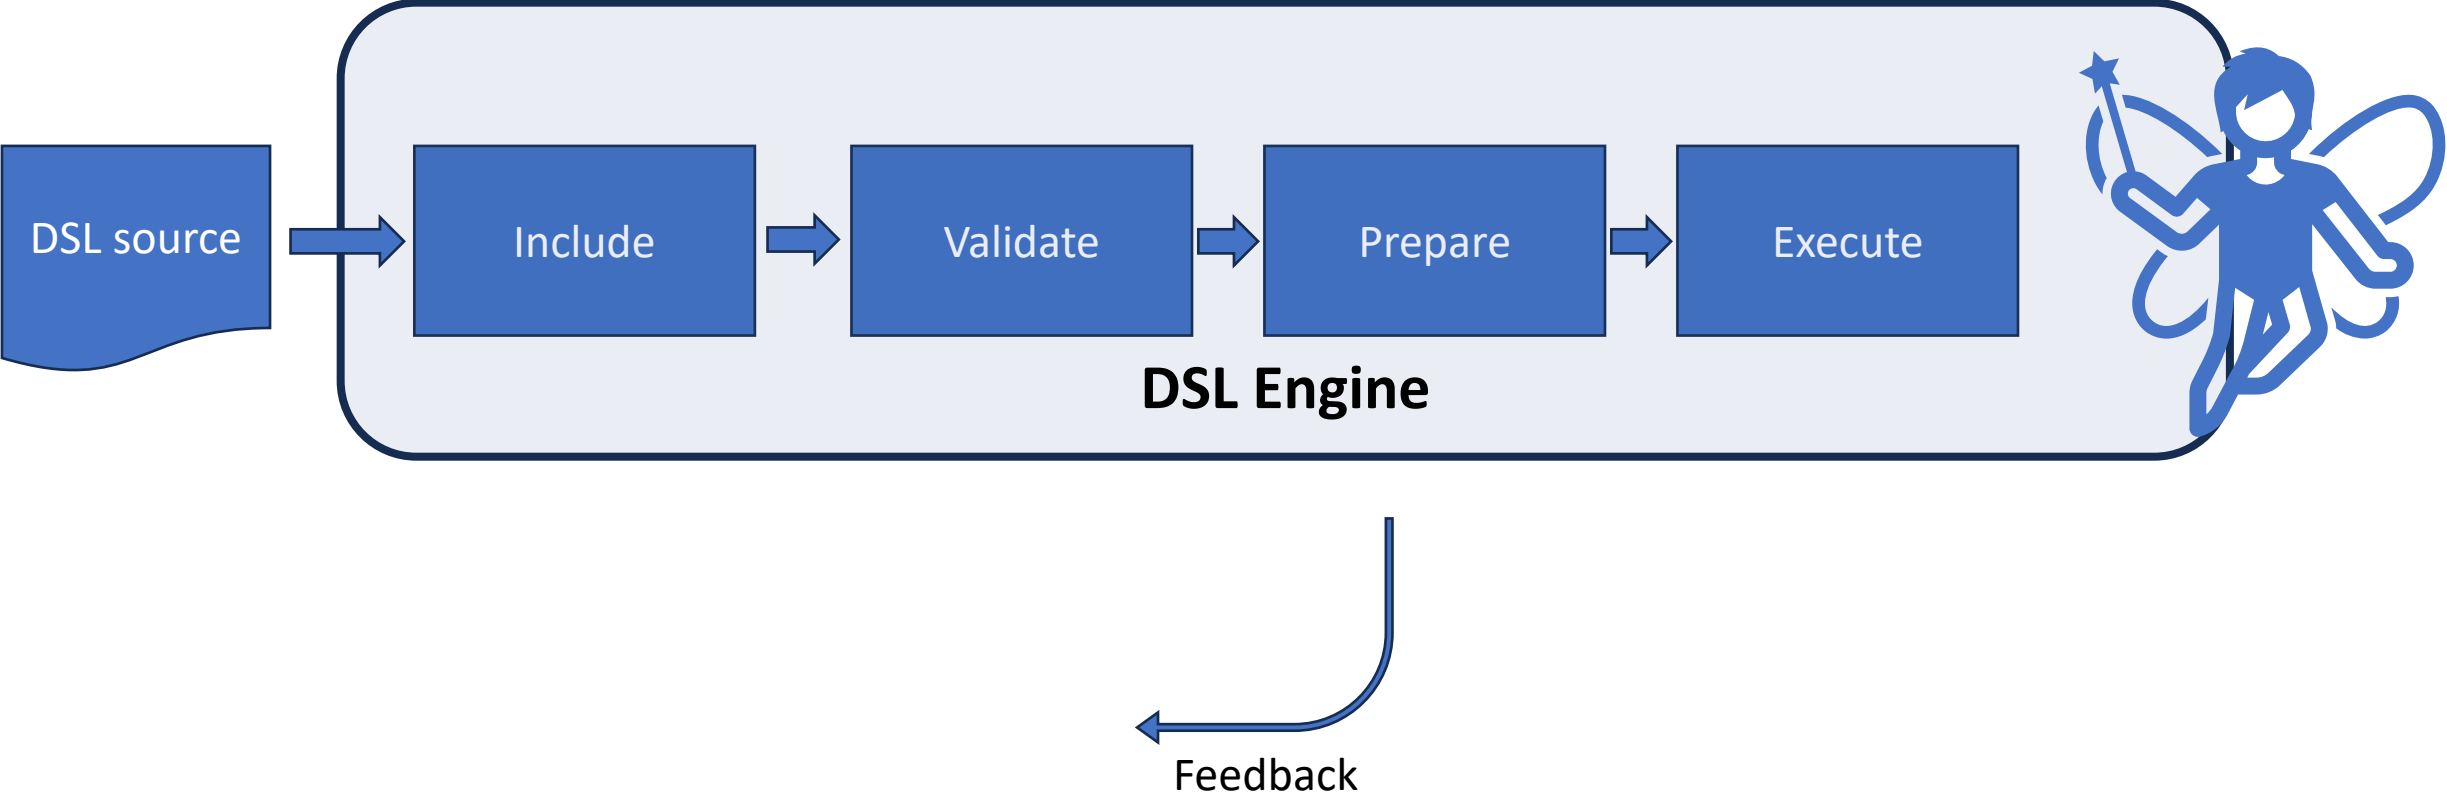 DSL source
Include
Validate
Prepare
Execute
DSL Engine
Feedback